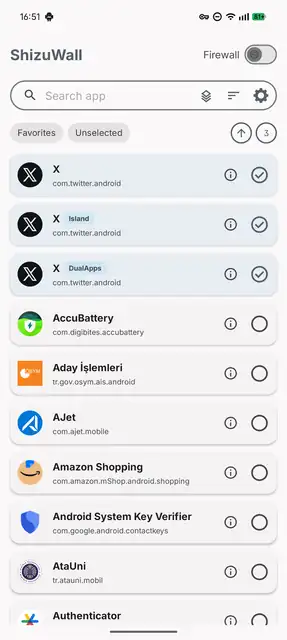 16:51
81+
ShizuWall
Firewall
Search app
Favorites
Unselected
3
X
com.twitter.android
X Island
com.twitter.android
X DualApps
com.twitter.android
AccuBattery
com.digibites.accubattery
ÖSYM
Aday İşlemleri
tr.gov.osym.ais.android
AJet
com.ajet.mobile
Amazon Shopping
com.amazon.mShop.android.shopping
Android System Key Verifier
com.google.android.contactkeys
AtaUni
tr.atauni.mobil
Authenticator